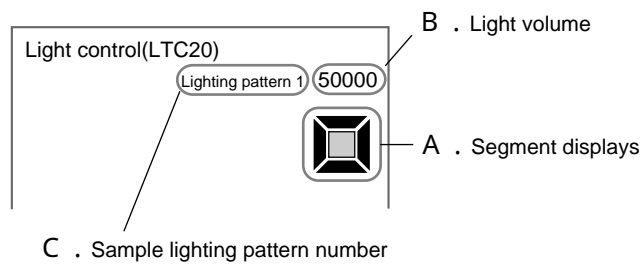 B . Light volume
Light control(LTC20)
Lighting pattern 1 50000
A . Segment displays
C . Sample lighting pattern number